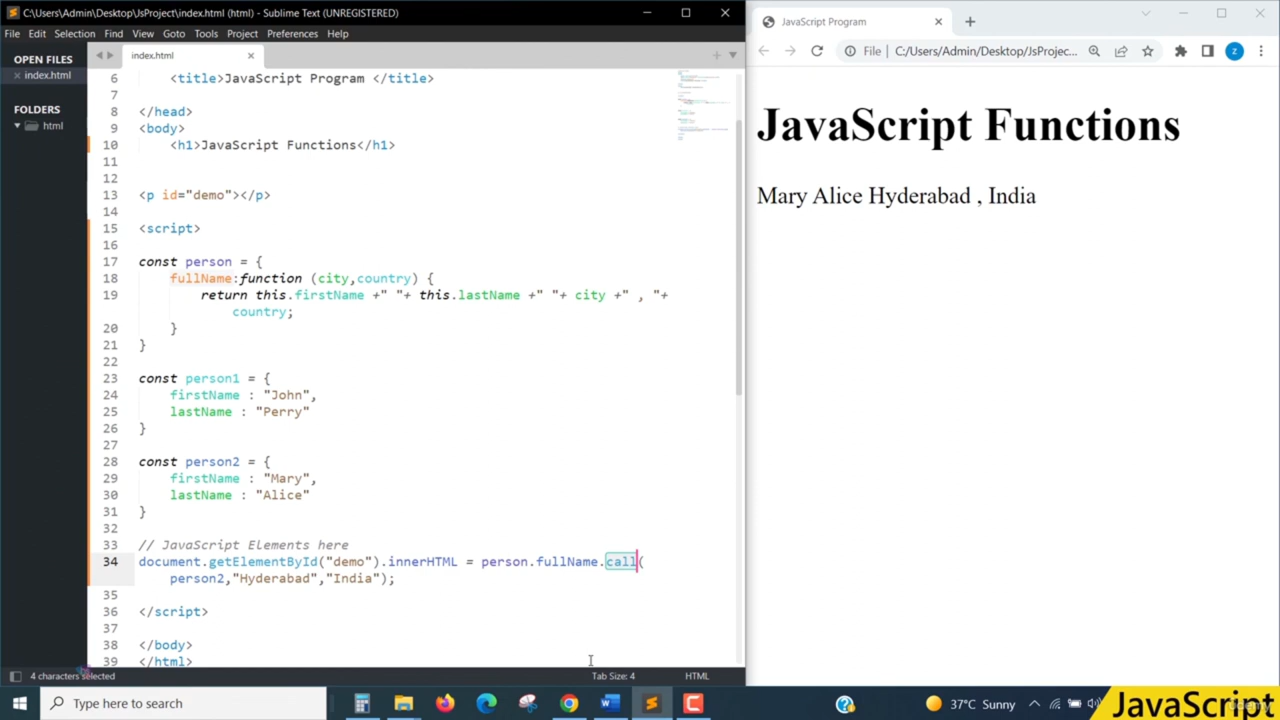 C:\Users\Admin\Desktop\JsProject\index.html (html) - Sublime Text (UNREGISTERED)
File Edit Selection Find View Goto Tools Project Preferences Help
OPEN FILES
index.html
FOLDERS
html
index.html
6 <title>JavaScript Program </title>
7
8 </head>
9 <body>
10 <h1>JavaScript Functions</h1>
11
12
13 <p id="demo"></p>
14
15 <script>
16
17 const person = {
18 fullName:function (city,country) {
19 return this.firstName +" "+ this.lastName +" "+ city +" , "+
country;
20 }
21 }
22
23 const person1 = {
24 firstName : "John",
25 lastName : "Perry"
26 }
27
28 const person2 = {
29 firstName : "Mary",
30 lastName : "Alice"
31 }
32
33 // JavaScript Elements here
34 document.getElementById("demo").innerHTML = person.fullName.call(
person2,"Hyderabad","India");
35
36 </script>
37
38 </body>
39 </html>
4 characters selected
Tab Size: 4
HTML
JavaScript Program
File
C:/Users/Admin/Desktop/JsProjec...
Z
JavaScript Functions
Mary Alice Hyderabad , India
Type here to search
37°C Sunny
JavaScript